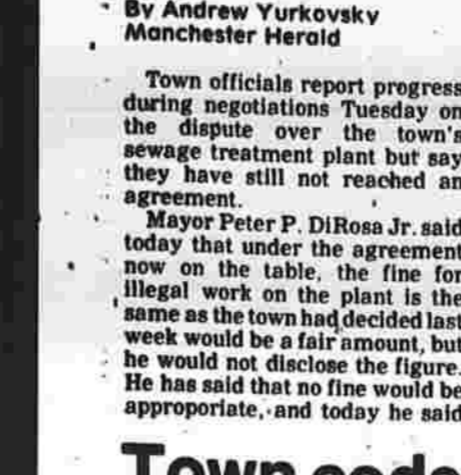 By Andrew Yurkovsky
Manchester Herald
Town officials report progress
during negotiations Tuesday on
the dispute over the town's
sewage treatment plant but say
they have still not reached an
agreement.
Mayor Peter P. DiRosa Jr. said
today that under the agreement
now on the table, the fine for
illegal work on the plant is the
same as the town had decided last
week would be a fair amount, but
he would not disclose the figure.
He has said that no fine would be
approporiate, and today he said
Town code